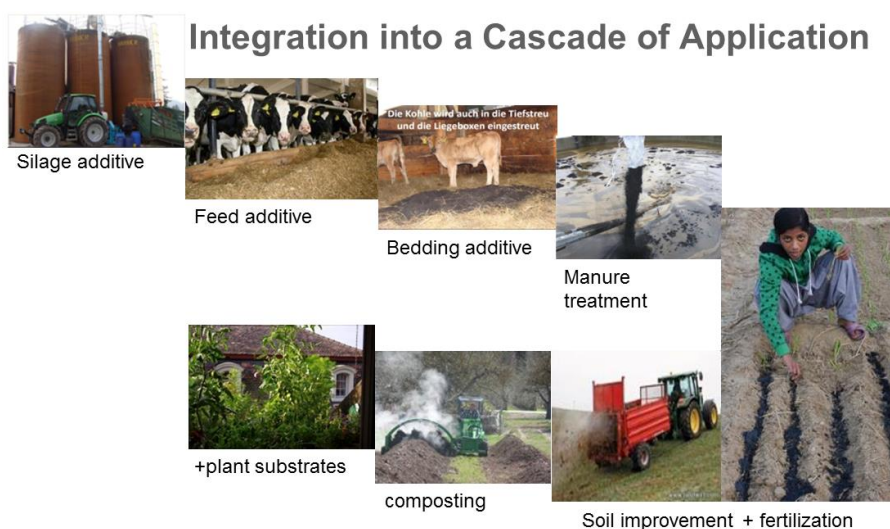 Integration into a Cascade of Application
Silage additive
Feed additive
Die Kohle wird auch in die Tiefstreu
und die Liegeboxen eingestreut
Bedding additive
Manure
treatment
+plant substrates
composting
Soil improvement + fertilization